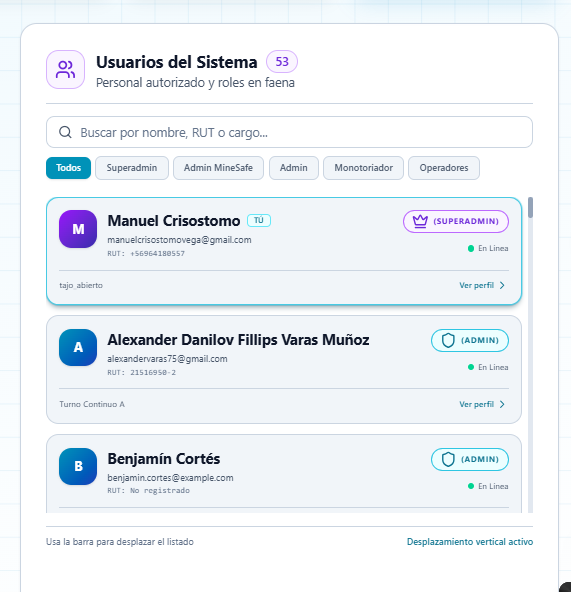 Usuarios del Sistema 53
Personal autorizado y roles en faena
Buscar por nombre, RUT o cargo...
Todos Superadmin Admin MineSafe Admin Monotoriador Operadores
M Manuel Crisostomo TÚ (SUPERADMIN)
manuelcrisostomovega@gmail.com En Linea
RUT: +56964180557
tajo_abierto Ver perfil
A Alexander Danilov Fillips Varas Muñoz (ADMIN)
alexandervaras75@gmail.com En Linea
RUT: 21516950-2
Turno Continuo A Ver perfil
B Benjamín Cortés (ADMIN)
benjamin.cortes@example.com En Linea
RUT: No registrado
Usa la barra para desplazar el listado Desplazamiento vertical activo